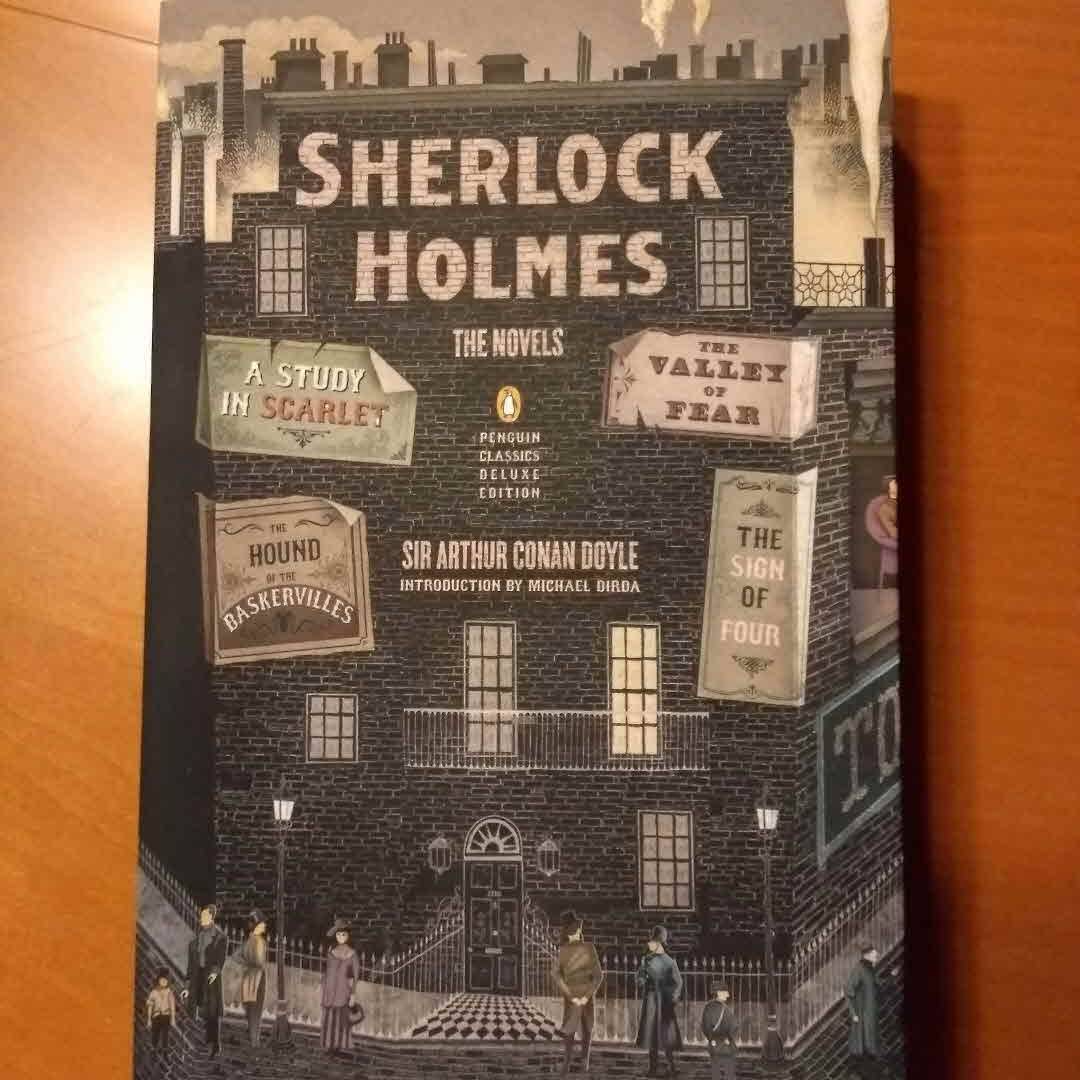 SHERLOCK
HOLMES
THE NOVELS
A STUDY
IN SCARLET
THE
VALLEY
OF
FEAR
PENGUIN
CLASSICS
DELUXE
EDITION
THE
HOUND
OF THE
BASKERVILLES
SIR ARTHUR CONAN DOYLE
INTRODUCTION BY MICHAEL DIRDA
THE
SIGN
OF
FOUR
TO